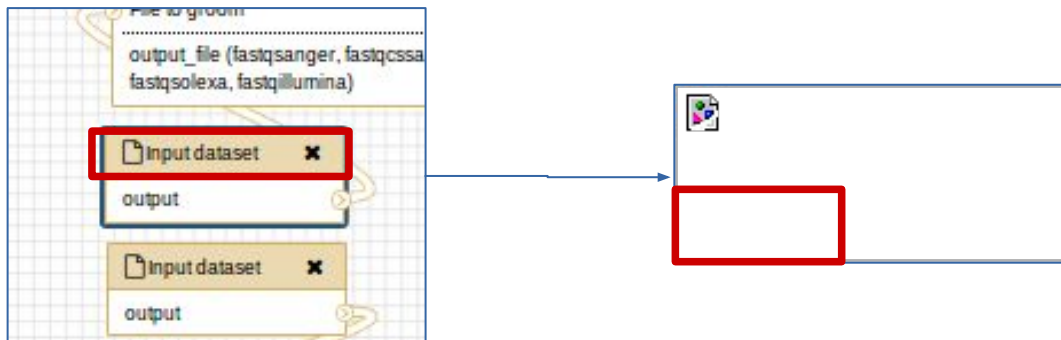 File to groom
output_file (fastqsanger, fastqcssa
fastqsolexa, fastqillumina)
Input dataset
output
Input dataset
output